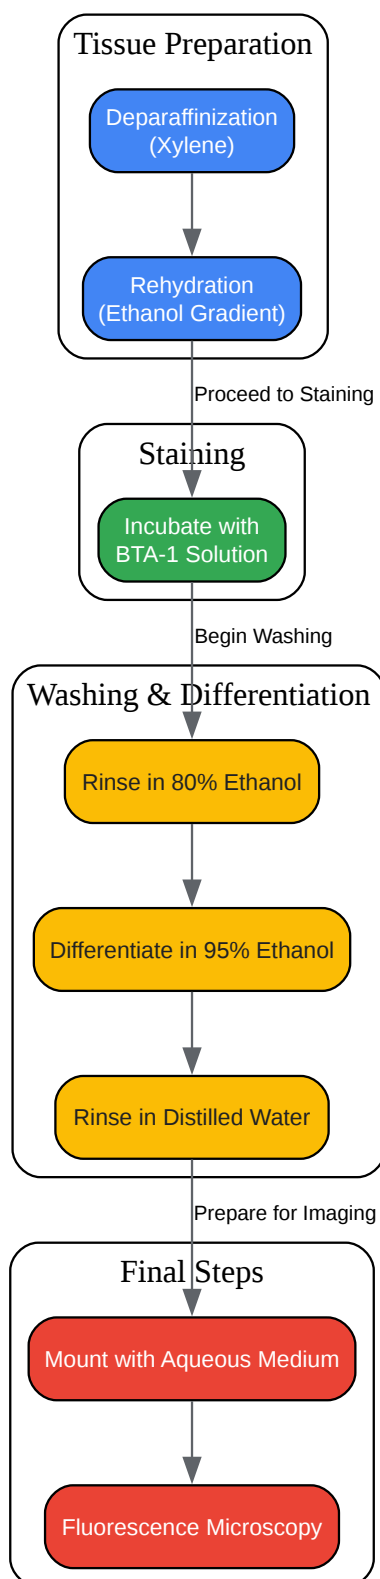 Tissue Preparation
Deparaffinization
(Xylene)
Rehydration
(Ethanol Gradient)
Proceed to Staining
Staining
Incubate with
BTA-1 Solution
Begin Washing
Washing & Differentiation
Rinse in 80% Ethanol
Differentiate in 95% Ethanol
Rinse in Distilled Water
Prepare for Imaging
Final Steps
Mount with Aqueous Medium
Fluorescence Microscopy